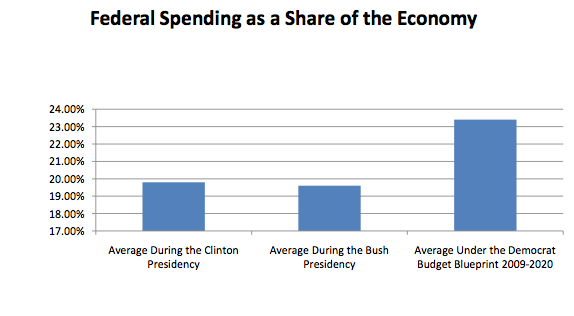 Federal Spending as a Share of the Economy
24.00%
23.00%
22.00%
21.00%
20.00%
19.00%
18.00%
17.00%
Average During the Clinton
Presidency
Average During the Bush
Presidency
Average Under the Democrat
Budget Blueprint 2009-2020